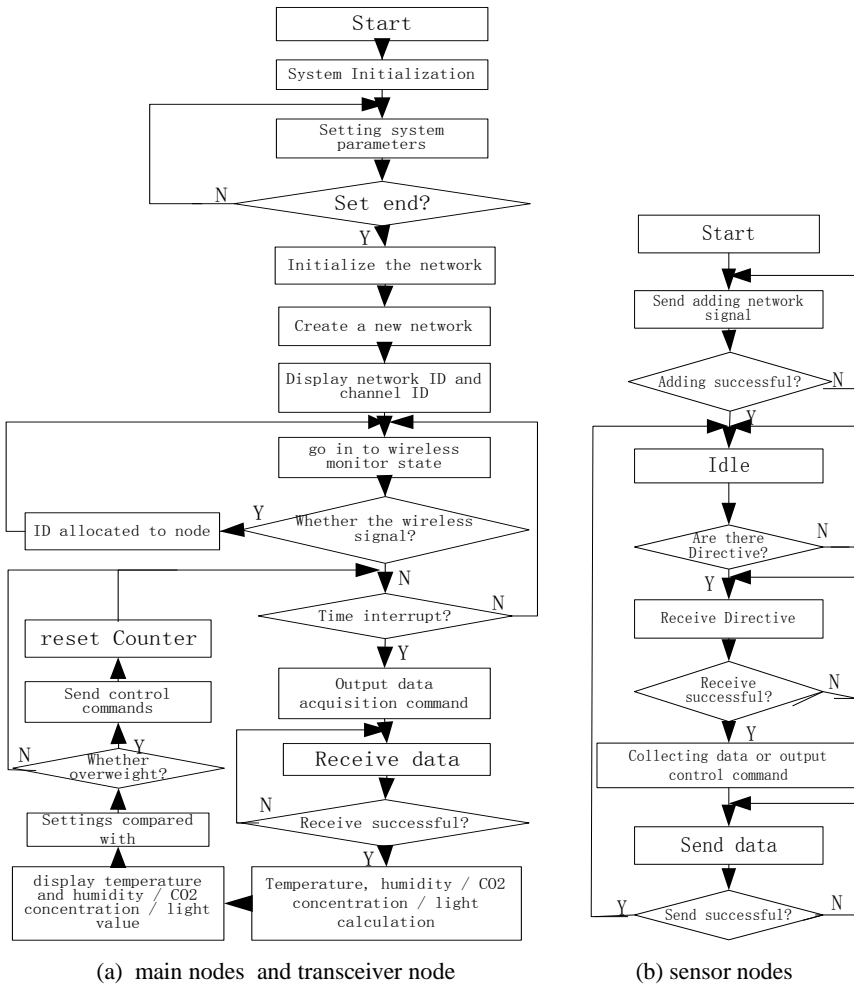 Start
System Initialization
Setting system
parameters
N
Set end?
Y
Initialize the network
Create a new network
Display network ID and
channel ID
go in to wireless
monitor state
Whether the wireless
signal?
Y
ID allocated to node
N
Time interrupt?
N
Y
reset Counter
Send control
commands
Output data
acquisition command
Y
N
Whether
overweight?
Receive data
N
Receive successful?
Y
Settings compared
with
display temperature
and humidity / CO2
concentration / light
value
Temperature, humidity / CO2
concentration / light
calculation
(a) main nodes and transceiver node
Start
Send adding network
signal
Adding successful?
N
Y
Idle
Are there
Directive?
N
Y
Receive Directive
Receive
successful?
N
Y
Collecting data or output
control command
Send data
Send successful?
Y
N
(b) sensor nodes